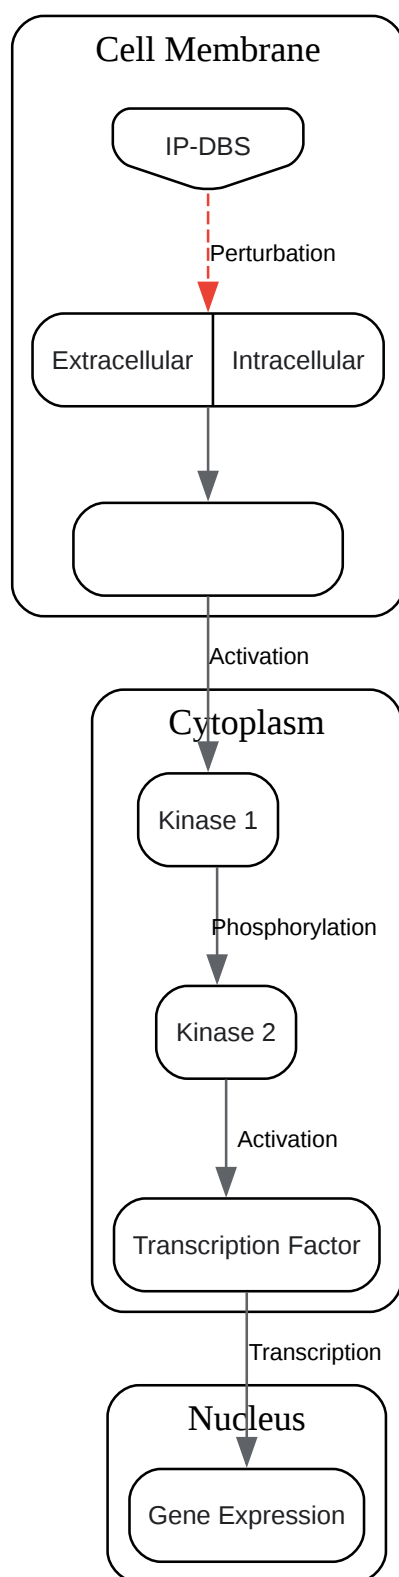 Cell Membrane
IP-DBS
Perturbation
Extracellular
Intracellular
Activation
Cytoplasm
Kinase 1
Phosphorylation
Kinase 2
Activation
Transcription Factor
Transcription
Nucleus
Gene Expression